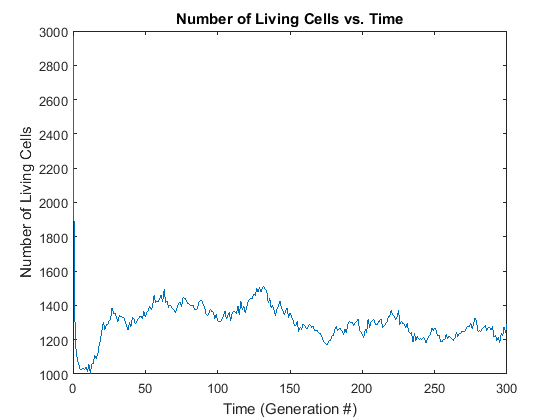 Number of Living Cells vs. Time
3000
2800
2600
2400
2200
2000
1800
1600
1400
1200
1000
Number of Living Cells
0 50 100 150 200 250 300
Time (Generation #)